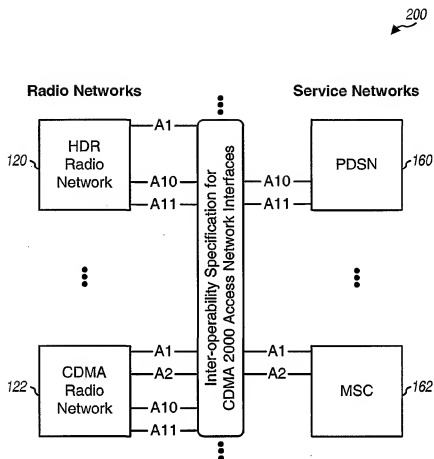 200
Radio Networks
Service Networks
HDR
Radio
Network
120
A1
A10
A11
Inter-operability Specification for
CDMA 2000 Access Network Interfaces
A10
A11
PDSN
160
CDMA
Radio
Network
122
A1
A2
A10
A11
A1
A2
MSC
162